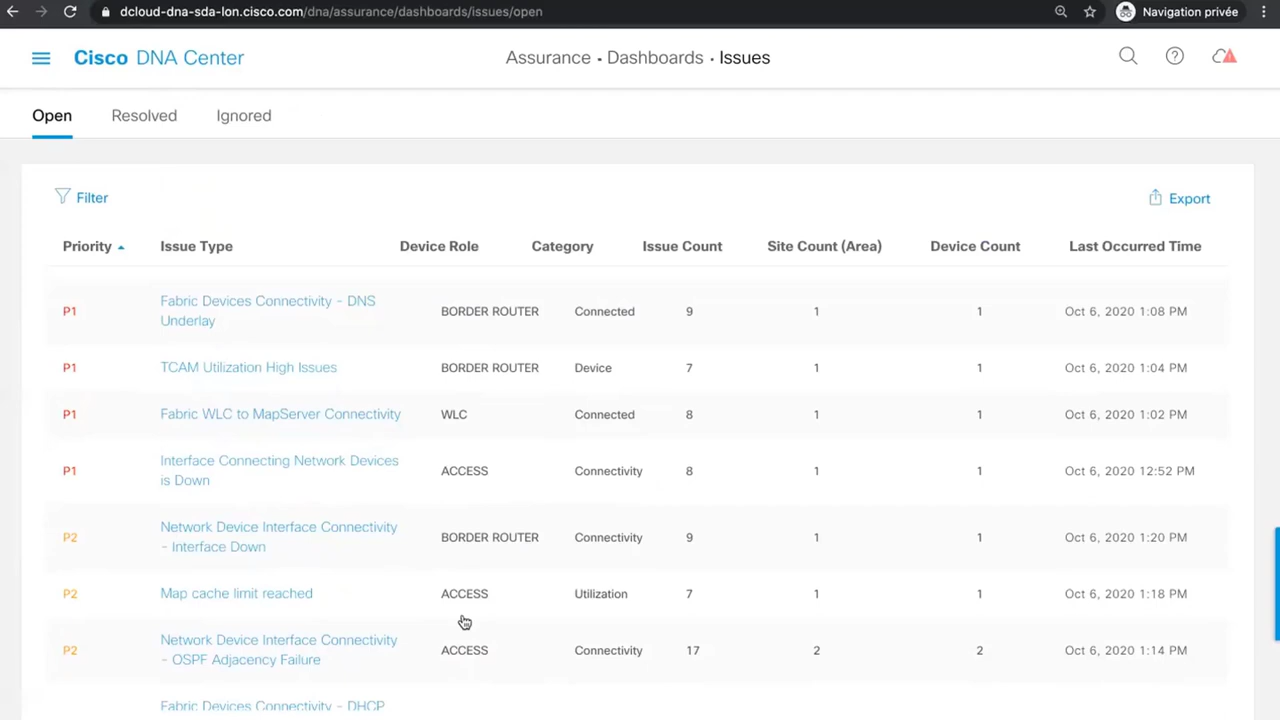 dcloud-dna-sda-lon.cisco.com/dna/assurance/dashboards/issues/open
Navigation privée
Cisco DNA Center
Assurance • Dashboards • Issues
Open Resolved Ignored
Filter
Export
Priority Issue Type Device Role Category Issue Count Site Count (Area) Device Count Last Occurred Time
P1 Fabric Devices Connectivity - DNS Underlay BORDER ROUTER Connected 9 1 1 Oct 6, 2020 1:08 PM
P1 TCAM Utilization High Issues BORDER ROUTER Device 7 1 1 Oct 6, 2020 1:04 PM
P1 Fabric WLC to MapServer Connectivity WLC Connected 8 1 1 Oct 6, 2020 1:02 PM
P1 Interface Connecting Network Devices is Down ACCESS Connectivity 8 1 1 Oct 6, 2020 12:52 PM
P2 Network Device Interface Connectivity - Interface Down BORDER ROUTER Connectivity 9 1 1 Oct 6, 2020 1:20 PM
P2 Map cache limit reached ACCESS Utilization 7 1 1 Oct 6, 2020 1:18 PM
P2 Network Device Interface Connectivity - OSPF Adjacency Failure ACCESS Connectivity 17 2 2 Oct 6, 2020 1:14 PM
Fabric Devices Connectivity - DHCP